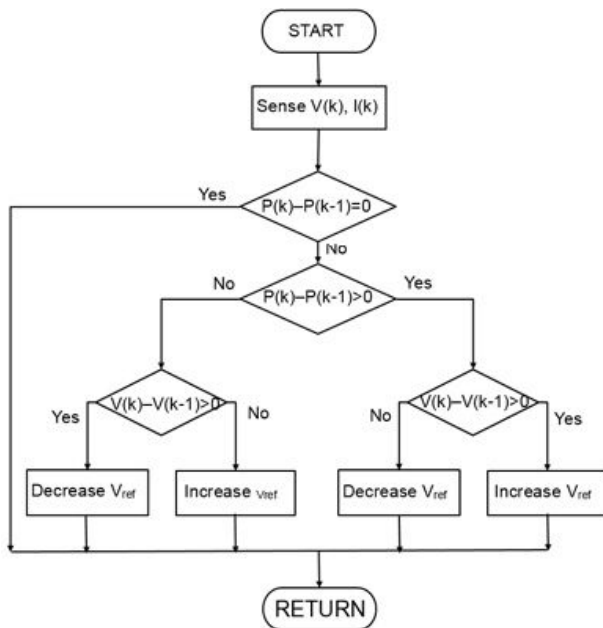 START
Sense V(k), I(k)
Yes
P(k)–P(k-1)=0
No
No
P(k)–P(k-1)>0
Yes
Yes
V(k)–V(k-1)>0
No
No
V(k)–V(k-1)>0
Yes
Decrease Vref
Increase Vref
Decrease Vref
Increase Vref
RETURN